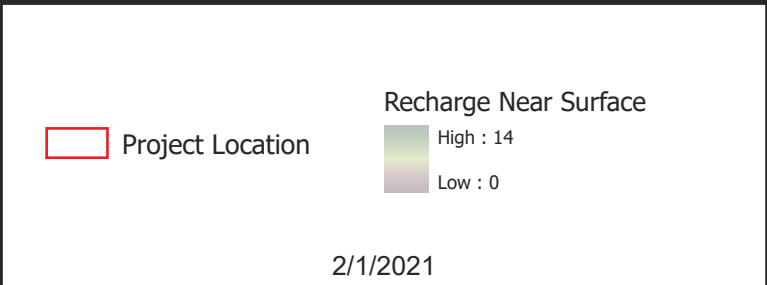 Recharge Near Surface
High : 14
Project Location
Low : 0
2/1/2021